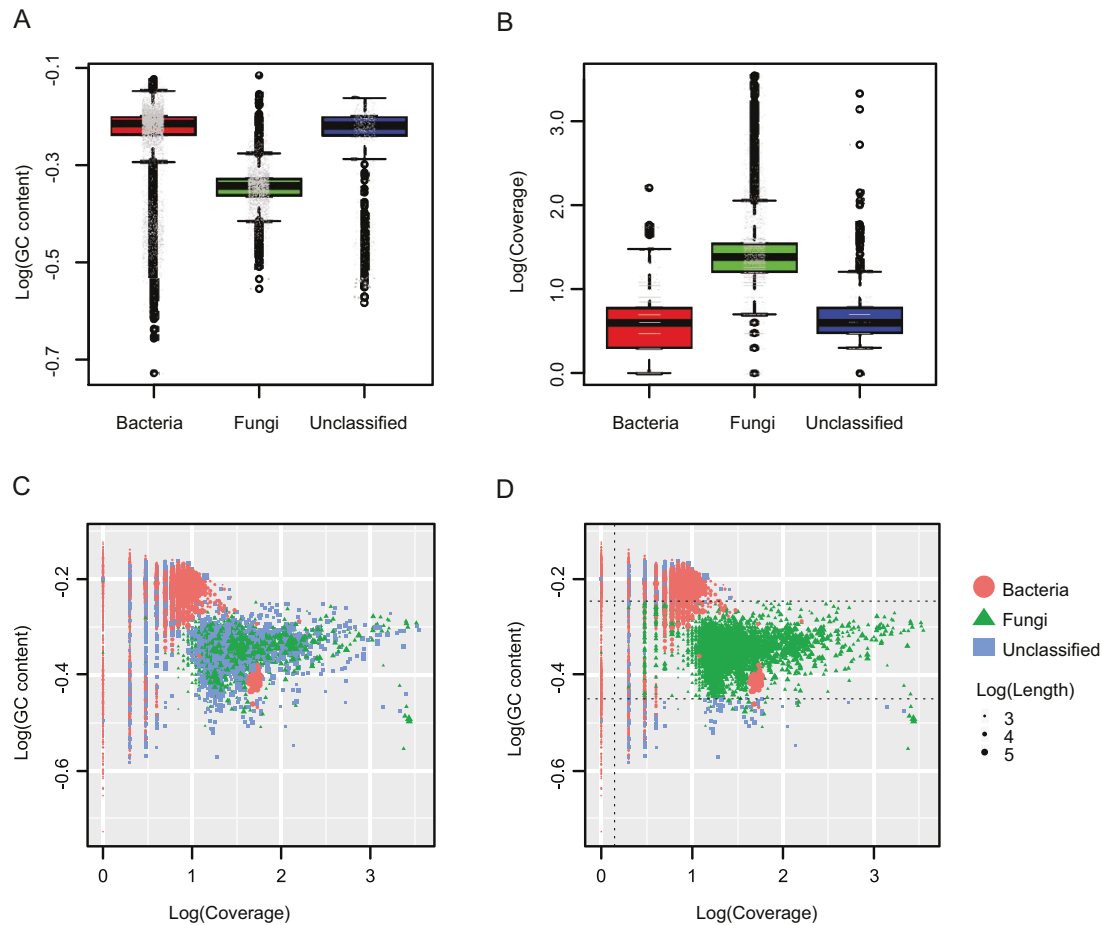 A
Log(GC content)
-0.1
-0.3
-0.5
-0.7
Bacteria
Fungi
Unclassified
B
Log(Coverage)
3.0
2.0
1.0
0.0
Bacteria
Fungi
Unclassified
C
Log(GC content)
-0.2
-0.4
-0.6
0
1
2
3
Log(Coverage)
D
Log(GC content)
-0.2
-0.4
-0.6
0
1
2
3
Log(Coverage)
Bacteria
Fungi
Unclassified
Log(Length)
3
4
5